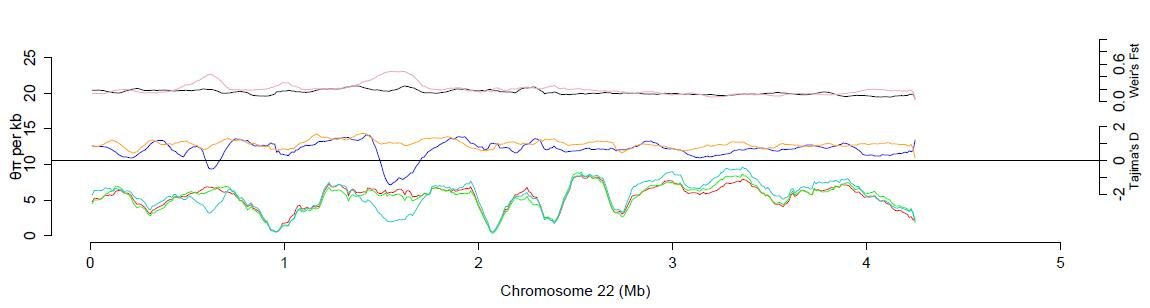 θπ per kb
0
5
10
15
20
25
Weir's Fst
0.0
0.6
Tajima's D
-2
0
2
0 1 2 3 4 5
Chromosome 22 (Mb)